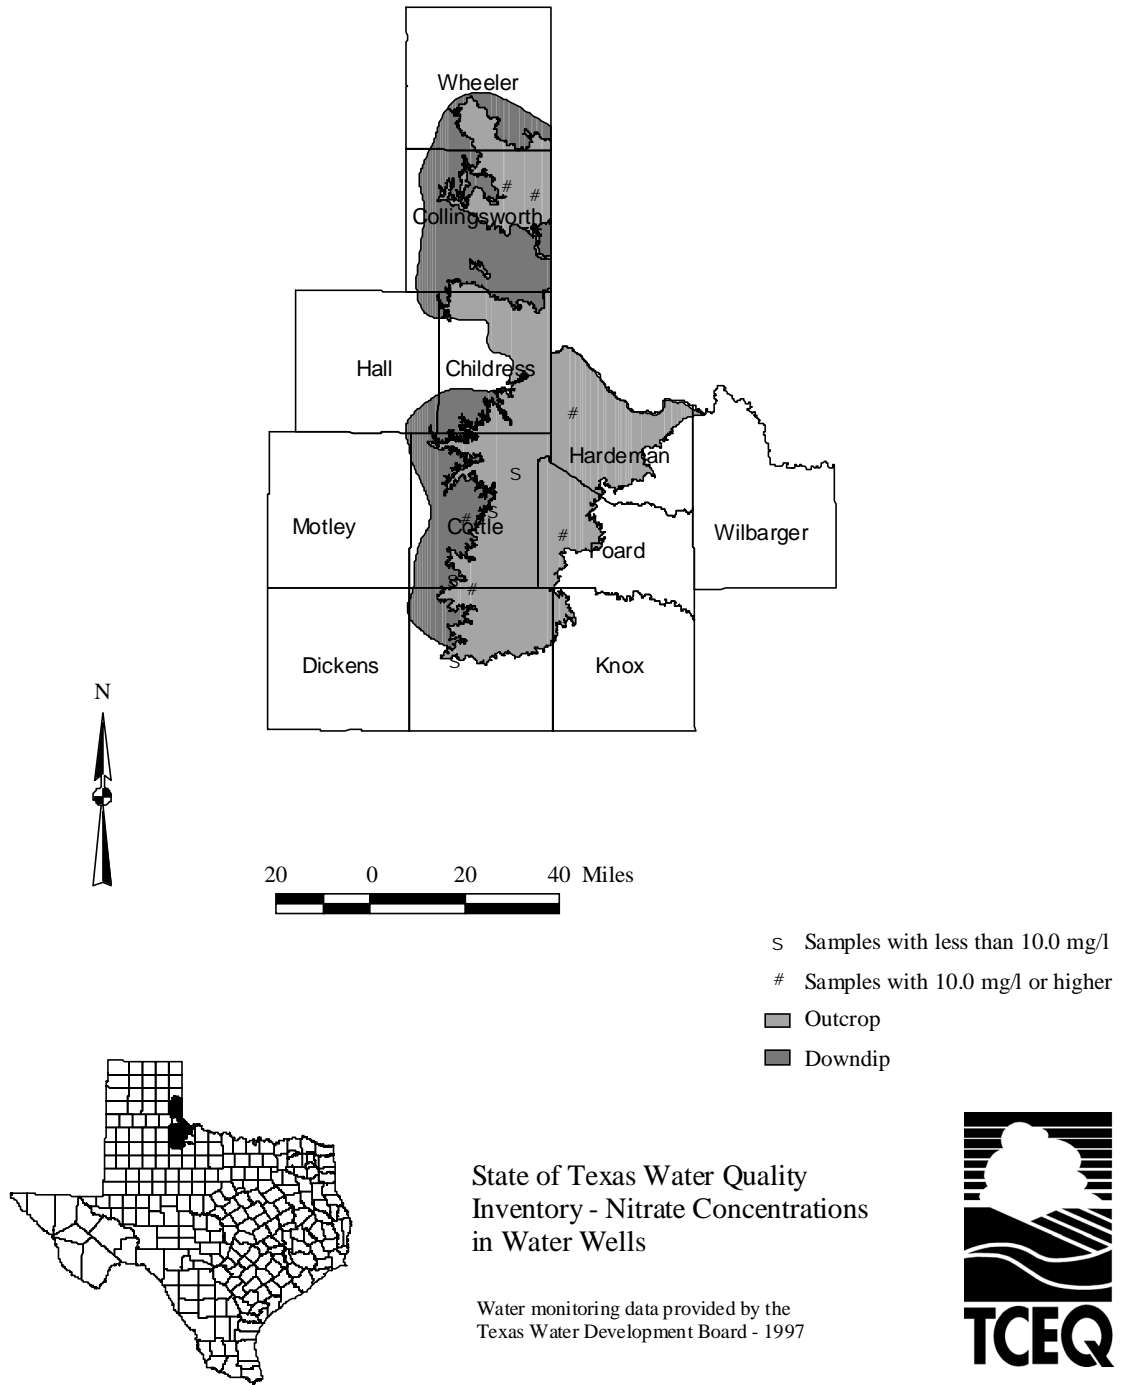 Wheeler
#
#
Collingsworth
Hall
Childress
#
Hardeman
S
S
#
Motley
Cottle
#
Foard
Wilbarger
S
#
Dickens
S
Knox
N
20 0 20 40 Miles
S Samples with less than 10.0 mg/l
# Samples with 10.0 mg/l or higher
Outcrop
Downdip
State of Texas Water Quality
Inventory - Nitrate Concentrations
in Water Wells
Water monitoring data provided by the
Texas Water Development Board - 1997
TCEQ